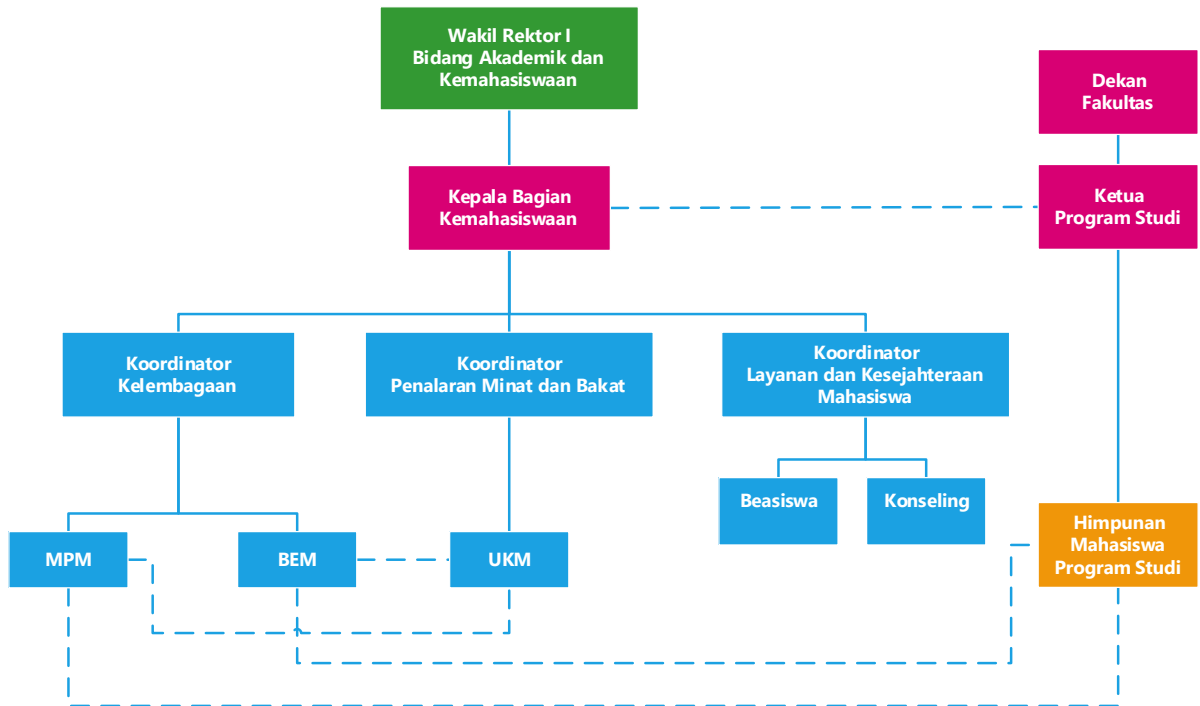 Wakil Rektor I
Bidang Akademik dan
Kemahasiswaan
Dekan
Fakultas
Kepala Bagian
Kemahasiswaan
Ketua
Program Studi
Koordinator
Kelembagaan
Koordinator
Penalaran Minat dan Bakat
Koordinator
Layanan dan Kesejahteraan
Mahasiswa
Beasiswa
Konseling
MPM
BEM
UKM
Himpunan
Mahasiswa
Program Studi